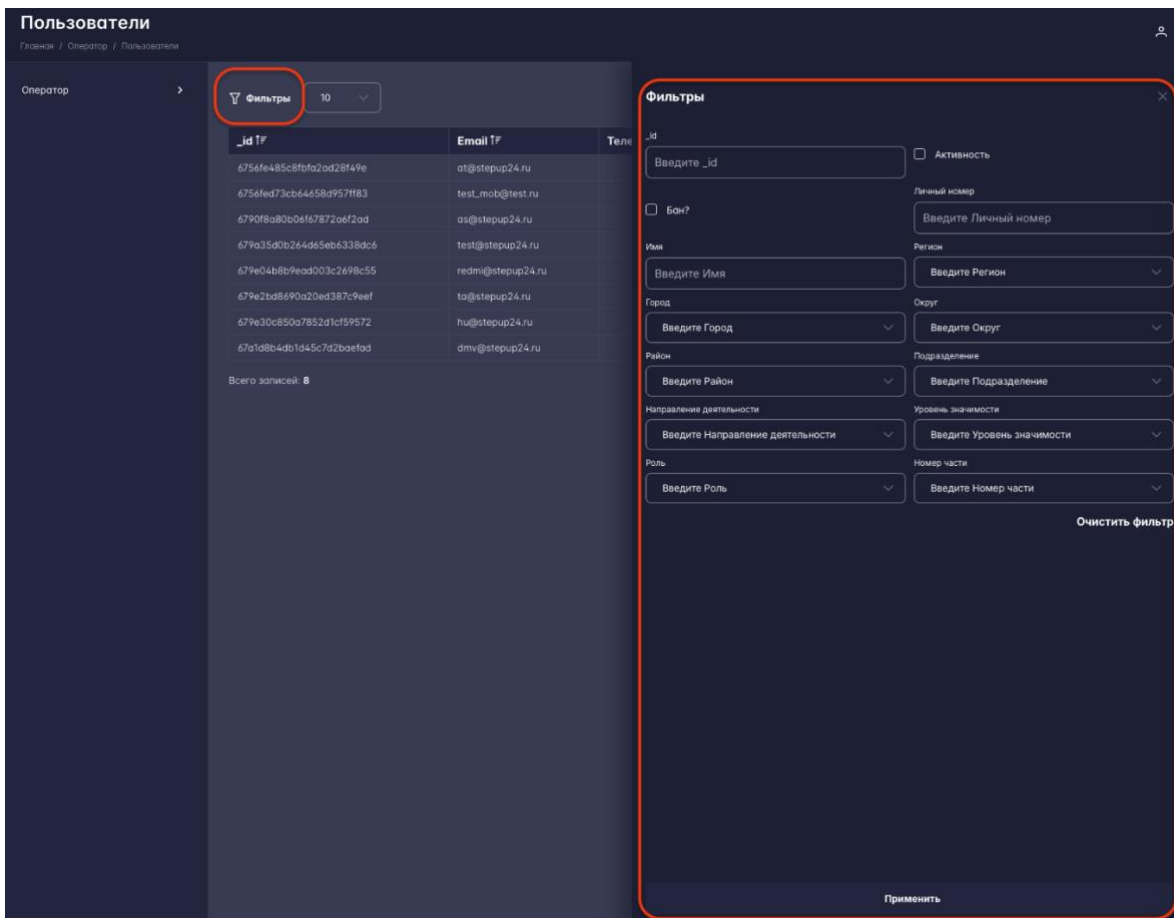 Пользователи
Главная / Оператор / Пользователи
Оператор
Фильтры 10
_id Email Теле
6756fe485c8fbfa2ad28f49e at@stepup24.ru
6756fed73cb64658d957ff83 test_mob@test.ru
6790f8a80b06f67872a6f2ad as@stepup24.ru
679a35d0b264d65eb6338dc6 test@stepup24.ru
679e04b8b9ead003c2698c55 redmi@stepup24.ru
679e2bd8690a20ed387c9eef ta@stepup24.ru
679e30c850a7852d1cf59572 hu@stepup24.ru
67a1d8b4db1d45c7d2baefad dmv@stepup24.ru
Всего записей: 8
Фильтры
_id
Введите _id
Активность
Бан?
Личный номер
Введите Личный номер
Имя
Введите Имя
Регион
Введите Регион
Город
Введите Город
Округ
Введите Округ
Район
Введите Район
Подразделение
Введите Подразделение
Направление деятельности
Введите Направление деятельности
Уровень значимости
Введите Уровень значимости
Роль
Введите Роль
Номер части
Введите Номер части
Очистить фильтр
Применить